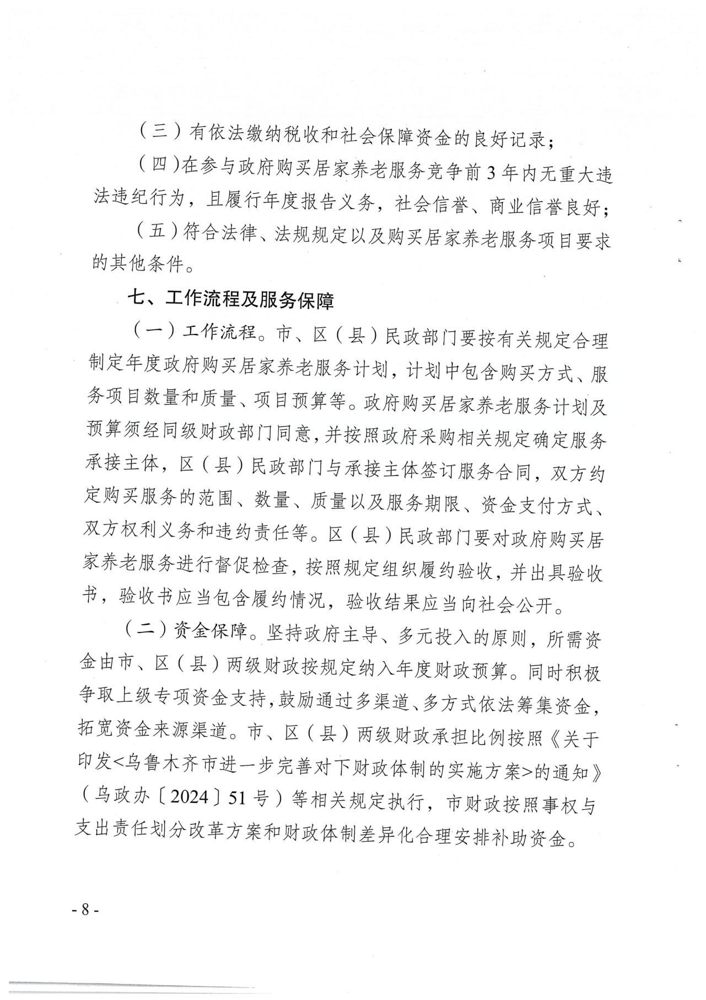 （三）有依法缴纳税收和社会保障资金的良好记录；
（四)在参与政府购买居家养老服务竞争前 3 年内无重大违
法违纪行为，且履行年度报告义务，社会信誉、商业信誉良好；
（五）符合法律、法规规定以及购买居家养老服务项目要求
的其他条件。
七、工作流程及服务保障
（一）工作流程。市、区（县）民政部门要按有关规定合理
制定年度政府购买居家养老服务计划，计划中包含购买方式、服
务项目数量和质量、项目预算等。政府购买居家养老服务计划及
预算须经同级财政部门同意，并按照政府采购相关规定确定服务
承接主体，区（县）民政部门与承接主体签订服务合同，双方约
定购买服务的范围、数量、质量以及服务期限、资金支付方式、
双方权利义务和违约责任等。区（县）民政部门要对政府购买居
家养老服务进行督促检查，按照规定组织履约验收，并出具验收
书，验收书应当包含履约情况，验收结果应当向社会公开。
（二）资金保障。坚持政府主导、多元投入的原则，所需资
金由市、区（县）两级财政按规定纳入年度财政预算。同时积极
争取上级专项资金支持，鼓励通过多渠道、多方式依法筹集资金，
拓宽资金来源渠道。市、区（县）两级财政承担比例按照《关于
印发<乌鲁木齐市进一步完善对下财政体制的实施方案>的通知》
（乌政办〔2024〕51 号）等相关规定执行，市财政按照事权与
支出责任划分改革方案和财政体制差异化合理安排补助资金。
- 8 -